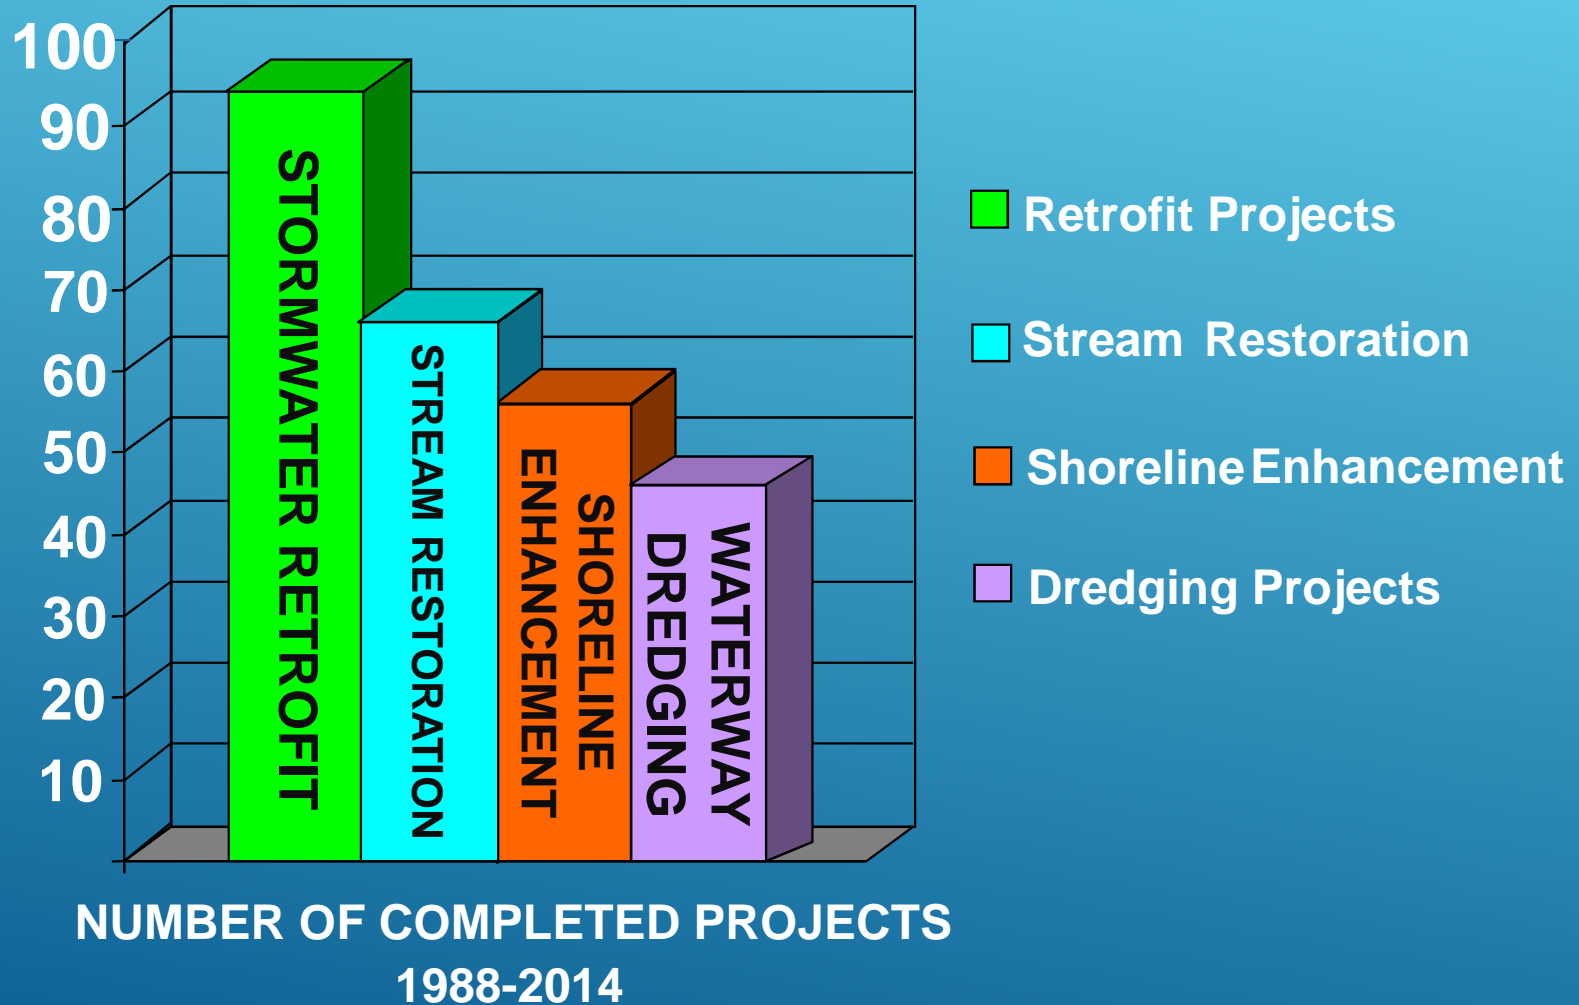 100
90
80
70
60
50
40
30
20
10
STORMWATER RETROFIT
STREAM RESTORATION
SHORELINE
ENHANCEMENT
WATERWAY
DREDGING
Retrofit Projects
Stream Restoration
Shoreline Enhancement
Dredging Projects
NUMBER OF COMPLETED PROJECTS
1988-2014